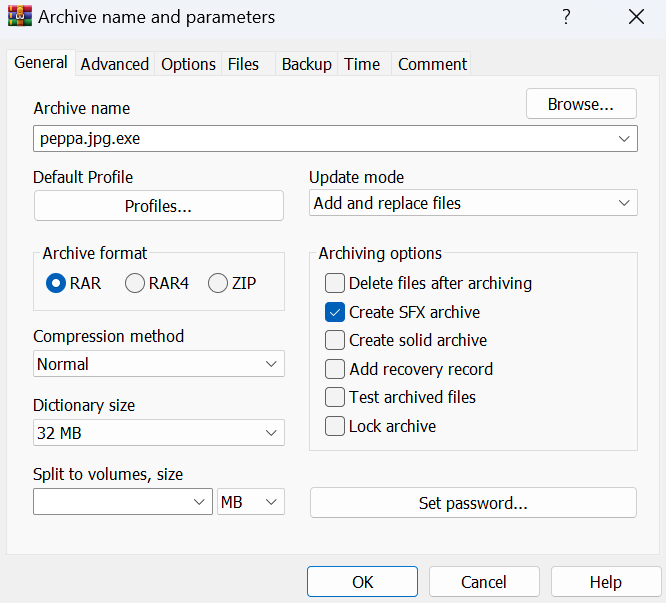 Archive name and parameters
?
General Advanced Options Files Backup Time Comment
Archive name
Browse...
peppa.jpg.exe
Default Profile
Update mode
Profiles...
Add and replace files
Archive format
Archiving options
RAR RAR4 ZIP
Delete files after archiving
Create SFX archive
Compression method
Create solid archive
Normal
Add recovery record
Dictionary size
Test archived files
32 MB
Lock archive
Split to volumes, size
MB
Set password...
OK Cancel Help